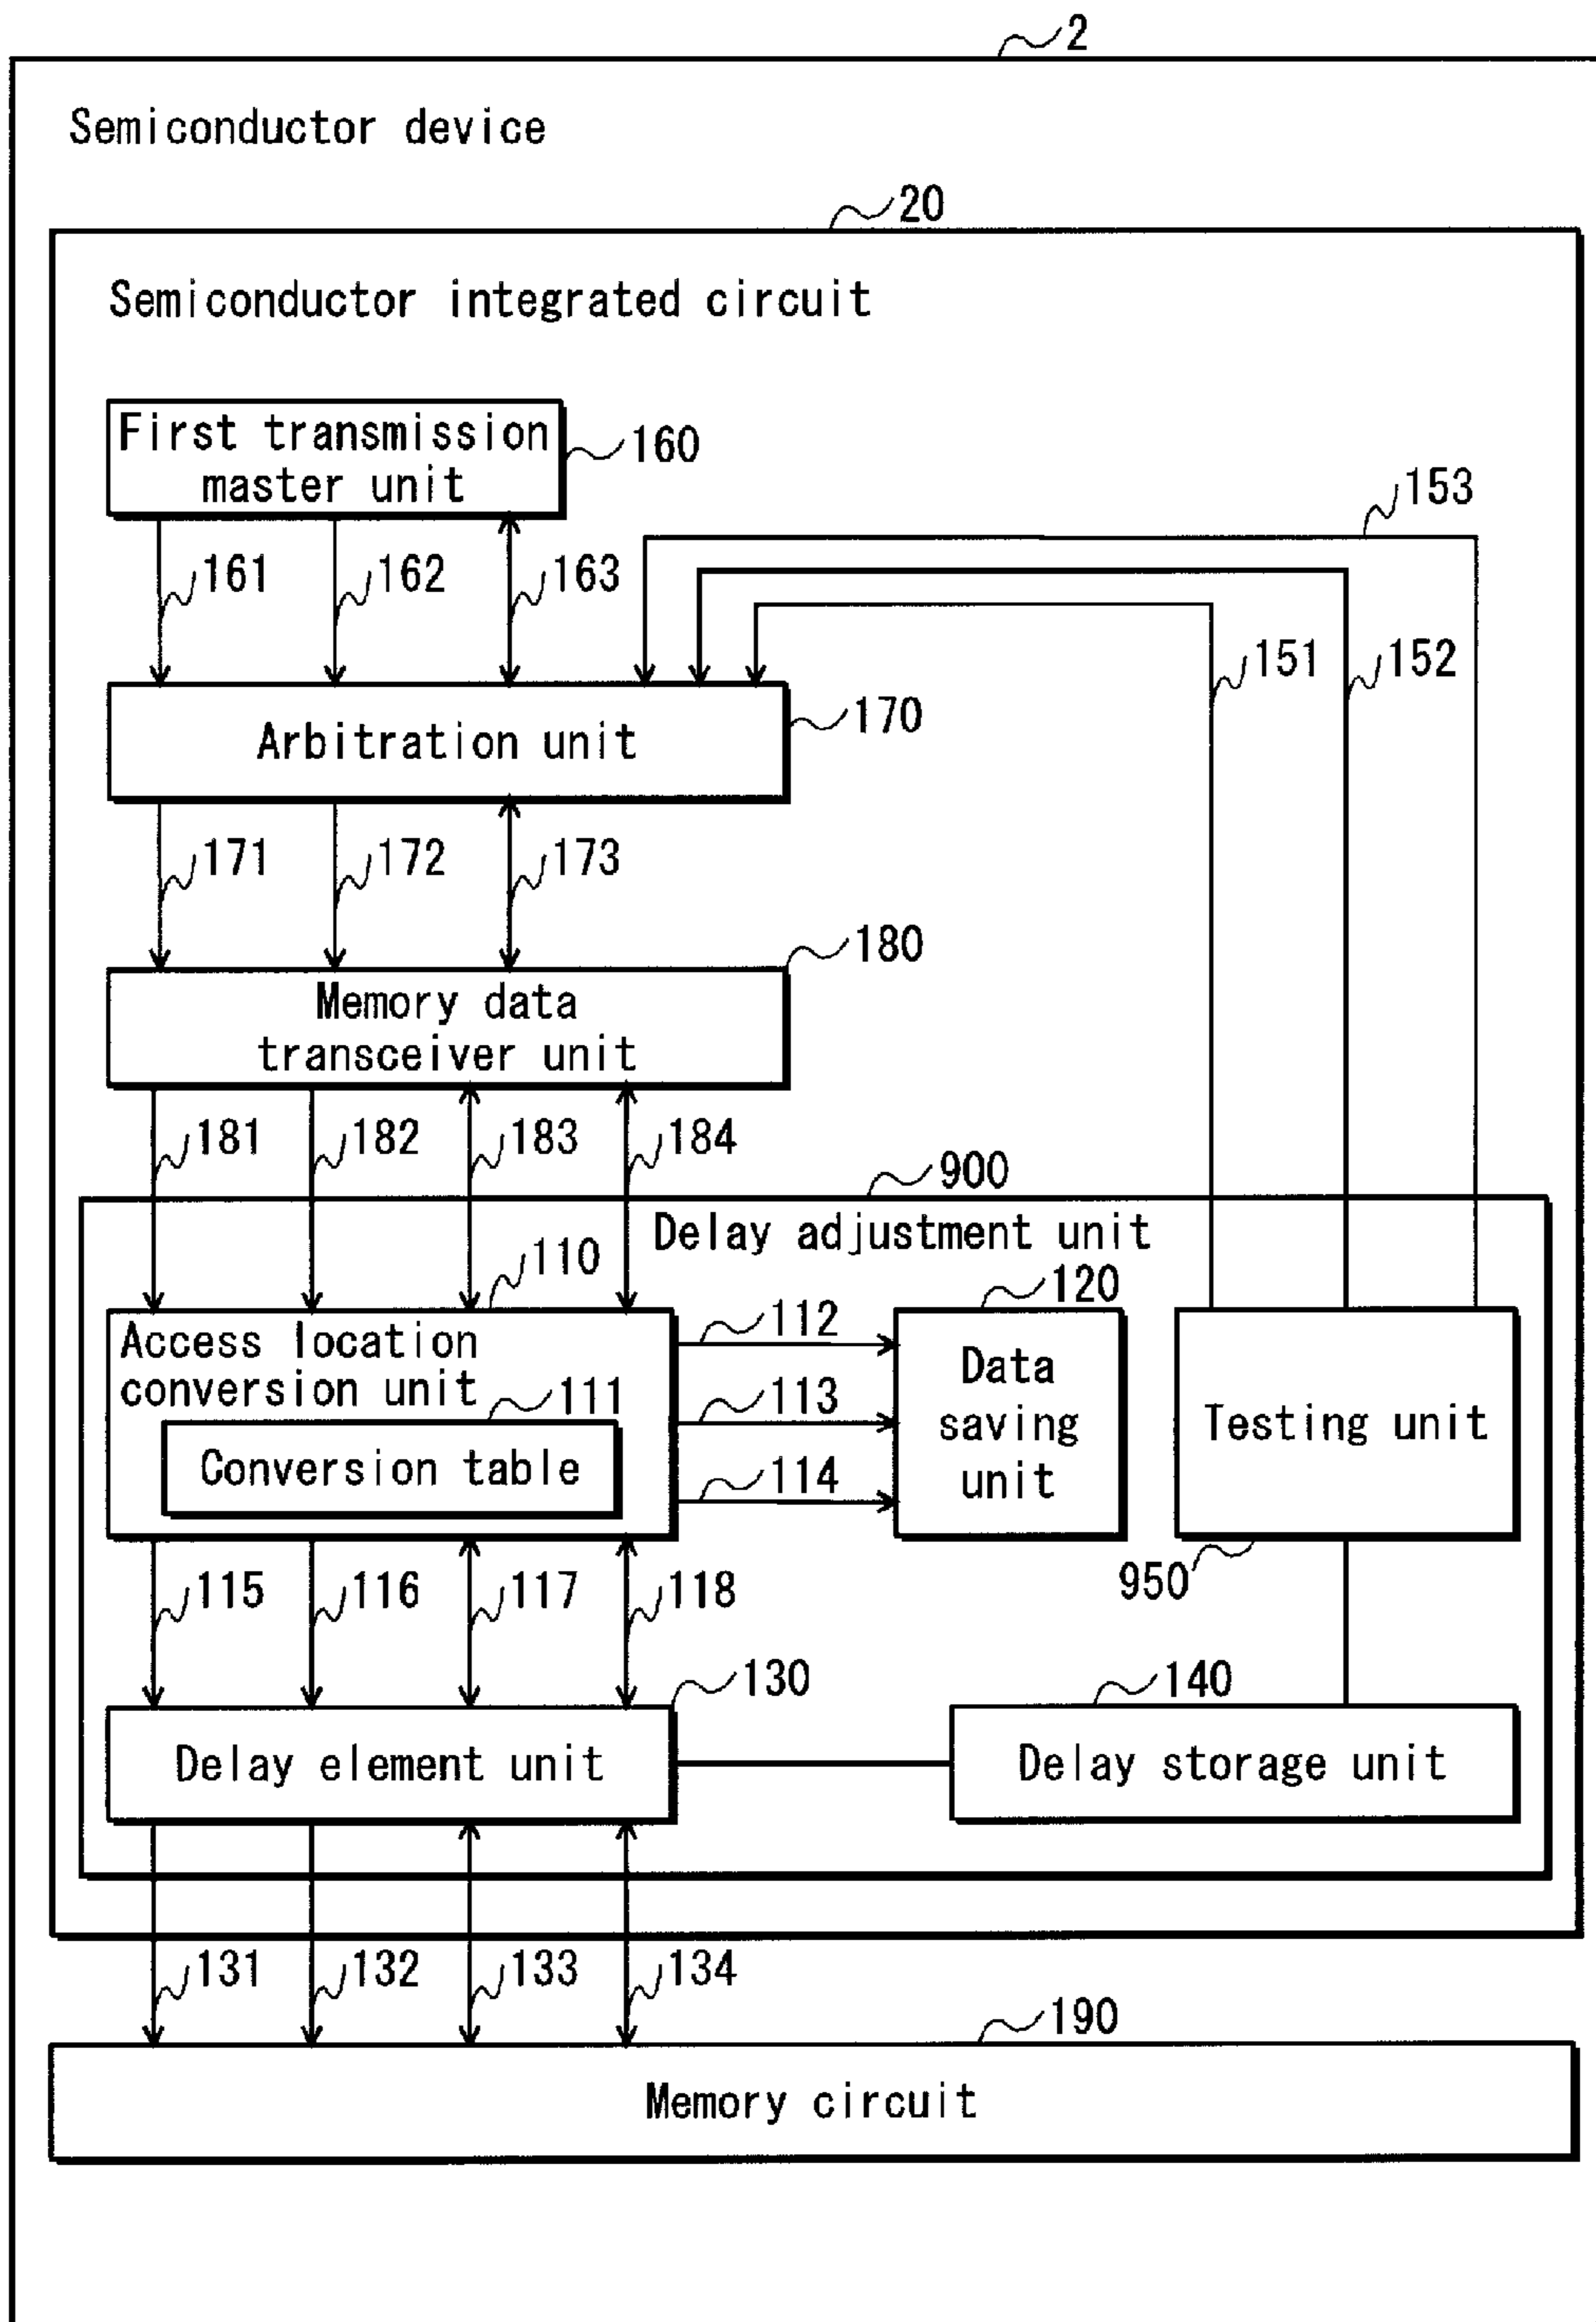 2
Semiconductor device
20
Semiconductor integrated circuit
First transmission
master unit
160
153
161
162
163
151
152
Arbitration unit
170
171
172
173
180
Memory data
transceiver unit
181
182
183
184
900
Delay adjustment unit
110
120
Access location
conversion unit
111
Conversion table
112
113
114
Data
saving
unit
Testing unit
950
115
116
117
118
130
140
Delay element unit
Delay storage unit
131
132
133
134
190
Memory circuit